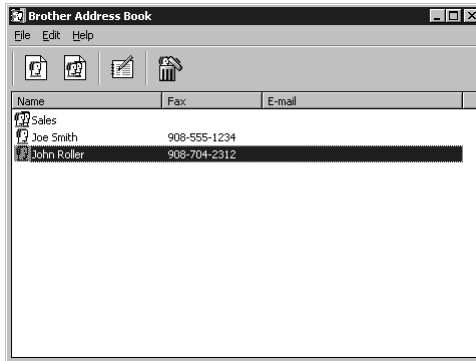 Brother Address Book
File Edit Help
Name Fax E-mail
Sales
Joe Smith 908-555-1234
John Roller 908-704-2312